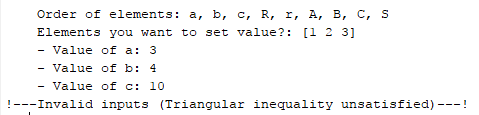 Order of elements: a, b, c, R, r, A, B, C, S
Elements you want to set value?: [1 2 3]
- Value of a: 3
- Value of b: 4
- Value of c: 10
!---Invalid inputs (Triangular inequality unsatisfied)---!